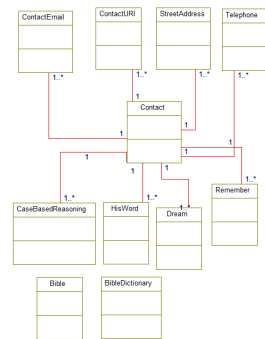 ContactEmail
ContactURI
StreetAddress
Telephone
1..*
1..*
1..*
1..*
1
Contact
1
1
1
1
1
1
1
1..*
1..*
1..*
1..*
CaseBasedReasoning
HisWord
Dream
Remember
Bible
BibleDictionary